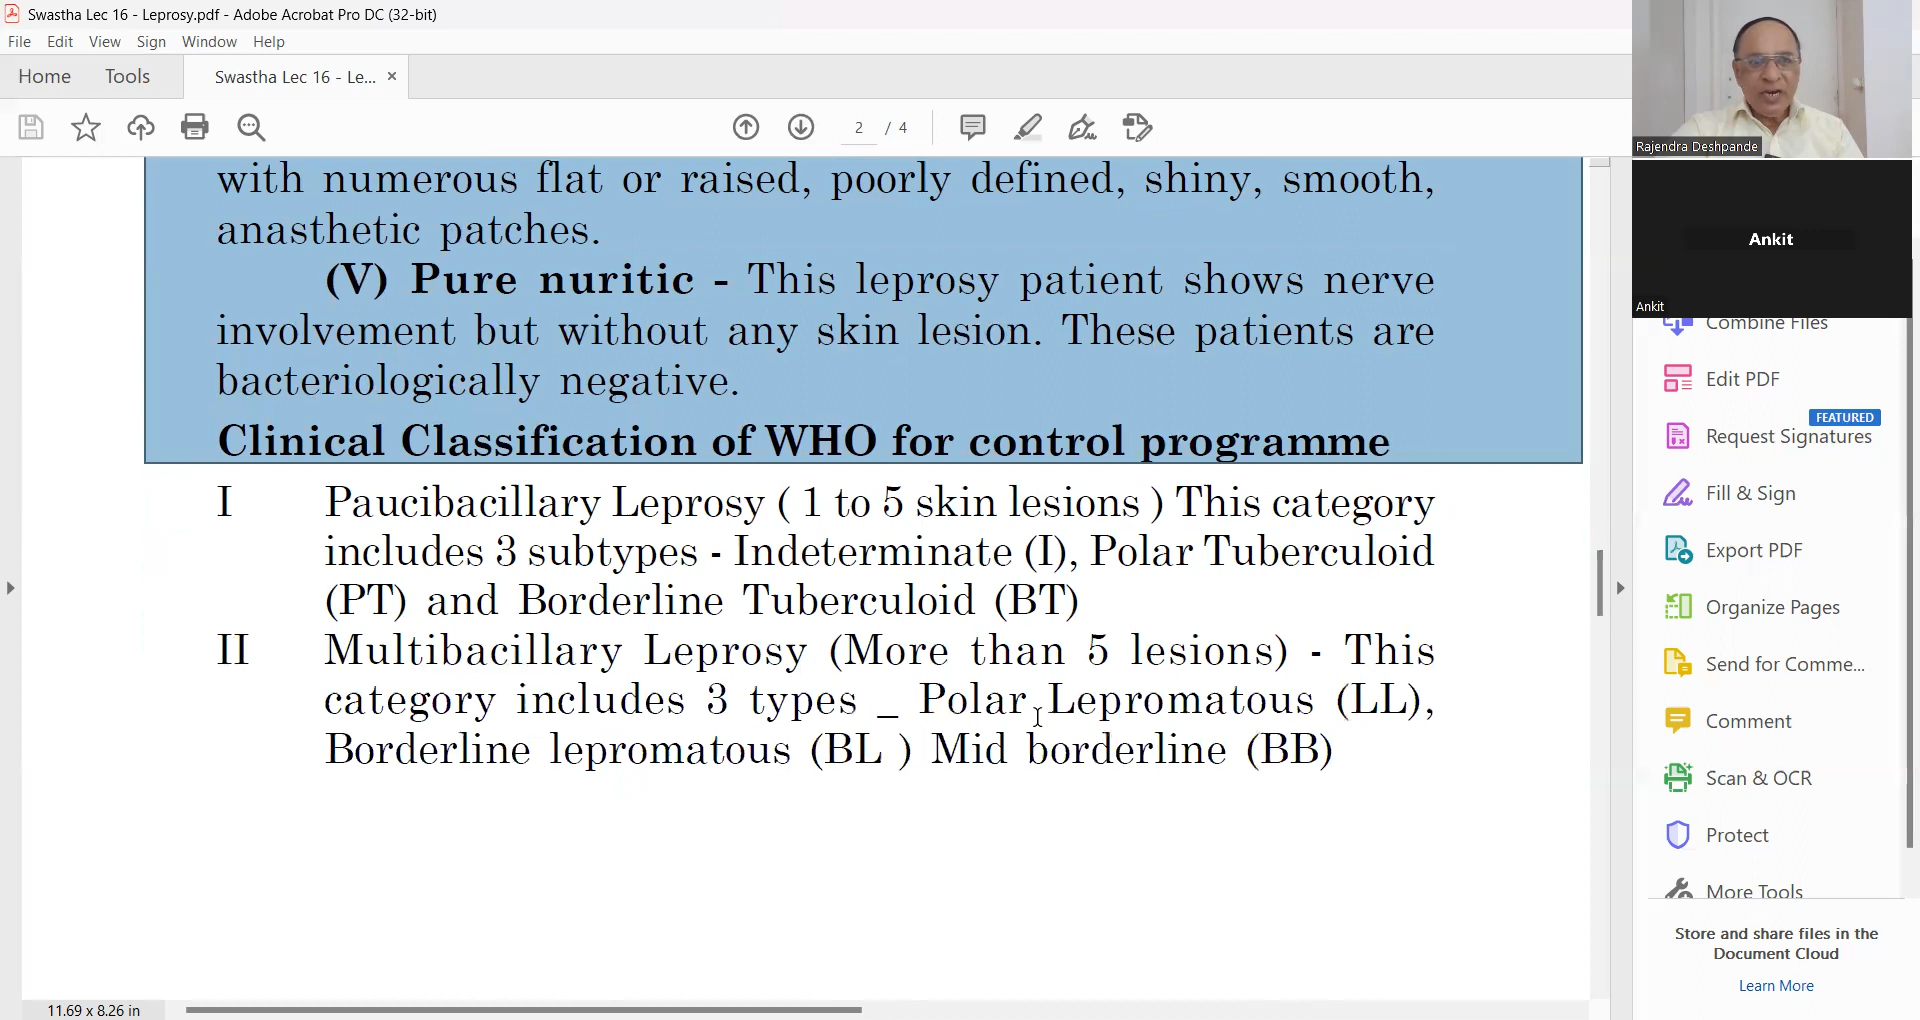 Swastha Lec 16 - Leprosy.pdf - Adobe Acrobat Pro DC (32-bit)
File Edit View Sign Window Help
Home Tools Swastha Lec 16 - Le... ×
2 / 4
with numerous flat or raised, poorly defined, shiny, smooth,
anasthetic patches.
(V) Pure nuritic - This leprosy patient shows nerve
involvement but without any skin lesion. These patients are
bacteriologically negative.
Clinical Classification of WHO for control programme
I Paucibacillary Leprosy ( 1 to 5 skin lesions ) This category
includes 3 subtypes - Indeterminate (I), Polar Tuberculoid
(PT) and Borderline Tuberculoid (BT)
II Multibacillary Leprosy (More than 5 lesions) - This
category includes 3 types _ Polar Lepromatous (LL),
Borderline lepromatous (BL ) Mid borderline (BB)
11.69 x 8.26 in
Rajendra Deshpande
Ankit
Ankit
Combine Files
Edit PDF
FEATURED
Request Signatures
Fill & Sign
Export PDF
Organize Pages
Send for Comme...
Comment
Scan & OCR
Protect
More Tools
Store and share files in the
Document Cloud
Learn More